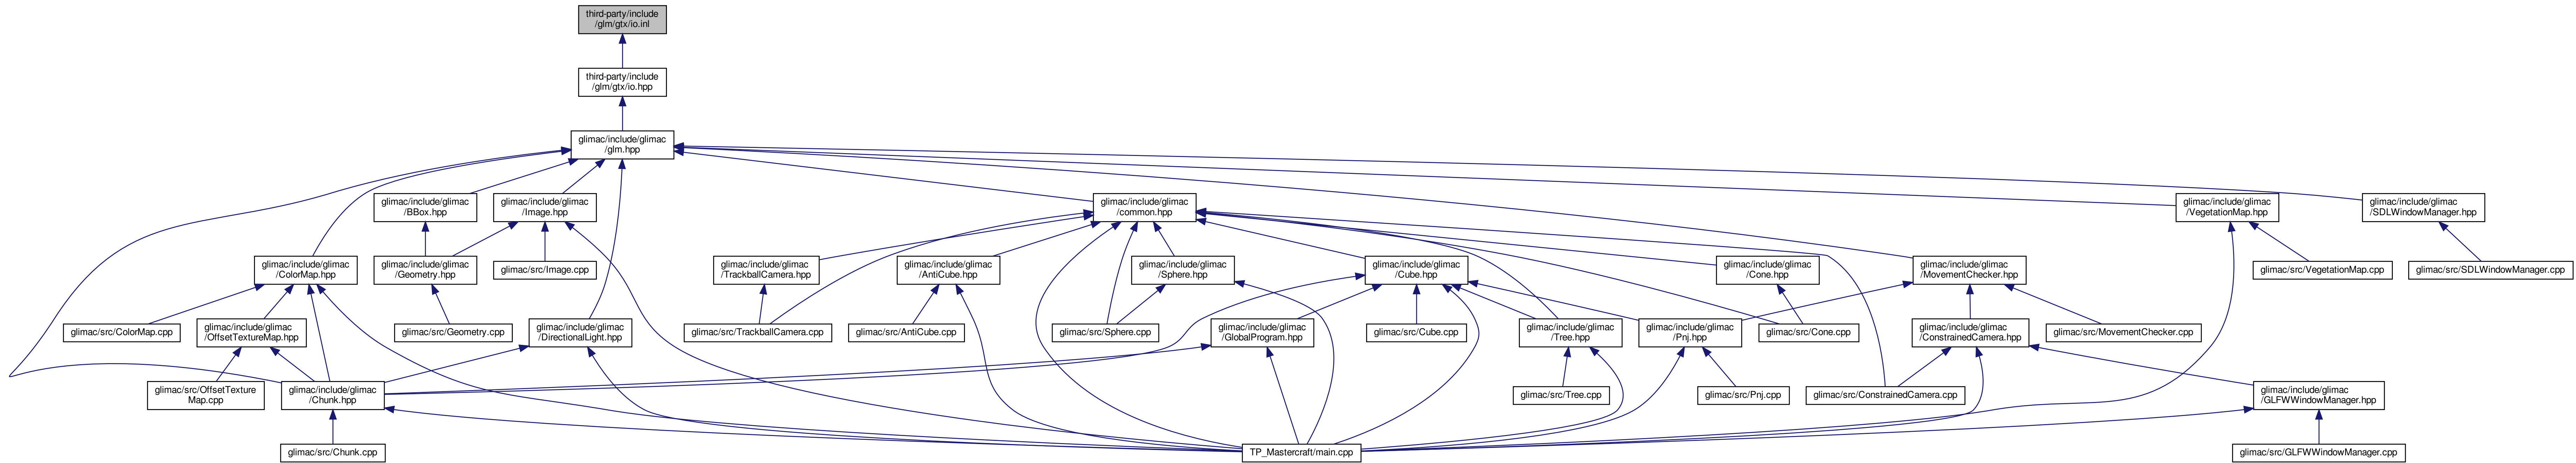 third-party/include
/glm/gtx/io.inl
third-party/include
/glm/gtx/io.hpp
glimac/include/glimac
/glm.hpp
glimac/include/glimac
/BBox.hpp
glimac/include/glimac
/Image.hpp
glimac/include/glimac
/common.hpp
glimac/include/glimac
/VegetationMap.hpp
glimac/include/glimac
/SDLWindowManager.hpp
glimac/include/glimac
/ColorMap.hpp
glimac/include/glimac
/Geometry.hpp
glimac/src/Image.cpp
glimac/include/glimac
/TrackballCamera.hpp
glimac/include/glimac
/AntiCube.hpp
glimac/include/glimac
/Sphere.hpp
glimac/include/glimac
/Cube.hpp
glimac/include/glimac
/Cone.hpp
glimac/include/glimac
/MovementChecker.hpp
glimac/src/VegetationMap.cpp
glimac/src/SDLWindowManager.cpp
glimac/src/ColorMap.cpp
glimac/include/glimac
/OffsetTextureMap.hpp
glimac/src/Geometry.cpp
glimac/include/glimac
/DirectionalLight.hpp
glimac/src/TrackballCamera.cpp
glimac/src/AntiCube.cpp
glimac/src/Sphere.cpp
glimac/include/glimac
/GlobalProgram.hpp
glimac/src/Cube.cpp
glimac/include/glimac
/Tree.hpp
glimac/include/glimac
/Pnj.hpp
glimac/src/Cone.cpp
glimac/include/glimac
/ConstrainedCamera.hpp
glimac/src/MovementChecker.cpp
glimac/src/OffsetTexture
Map.cpp
glimac/include/glimac
/Chunk.hpp
glimac/src/Tree.cpp
glimac/src/Pnj.cpp
glimac/src/ConstrainedCamera.cpp
glimac/include/glimac
/GLFWWindowManager.hpp
glimac/src/Chunk.cpp
TP_Mastercraft/main.cpp
glimac/src/GLFWWindowManager.cpp